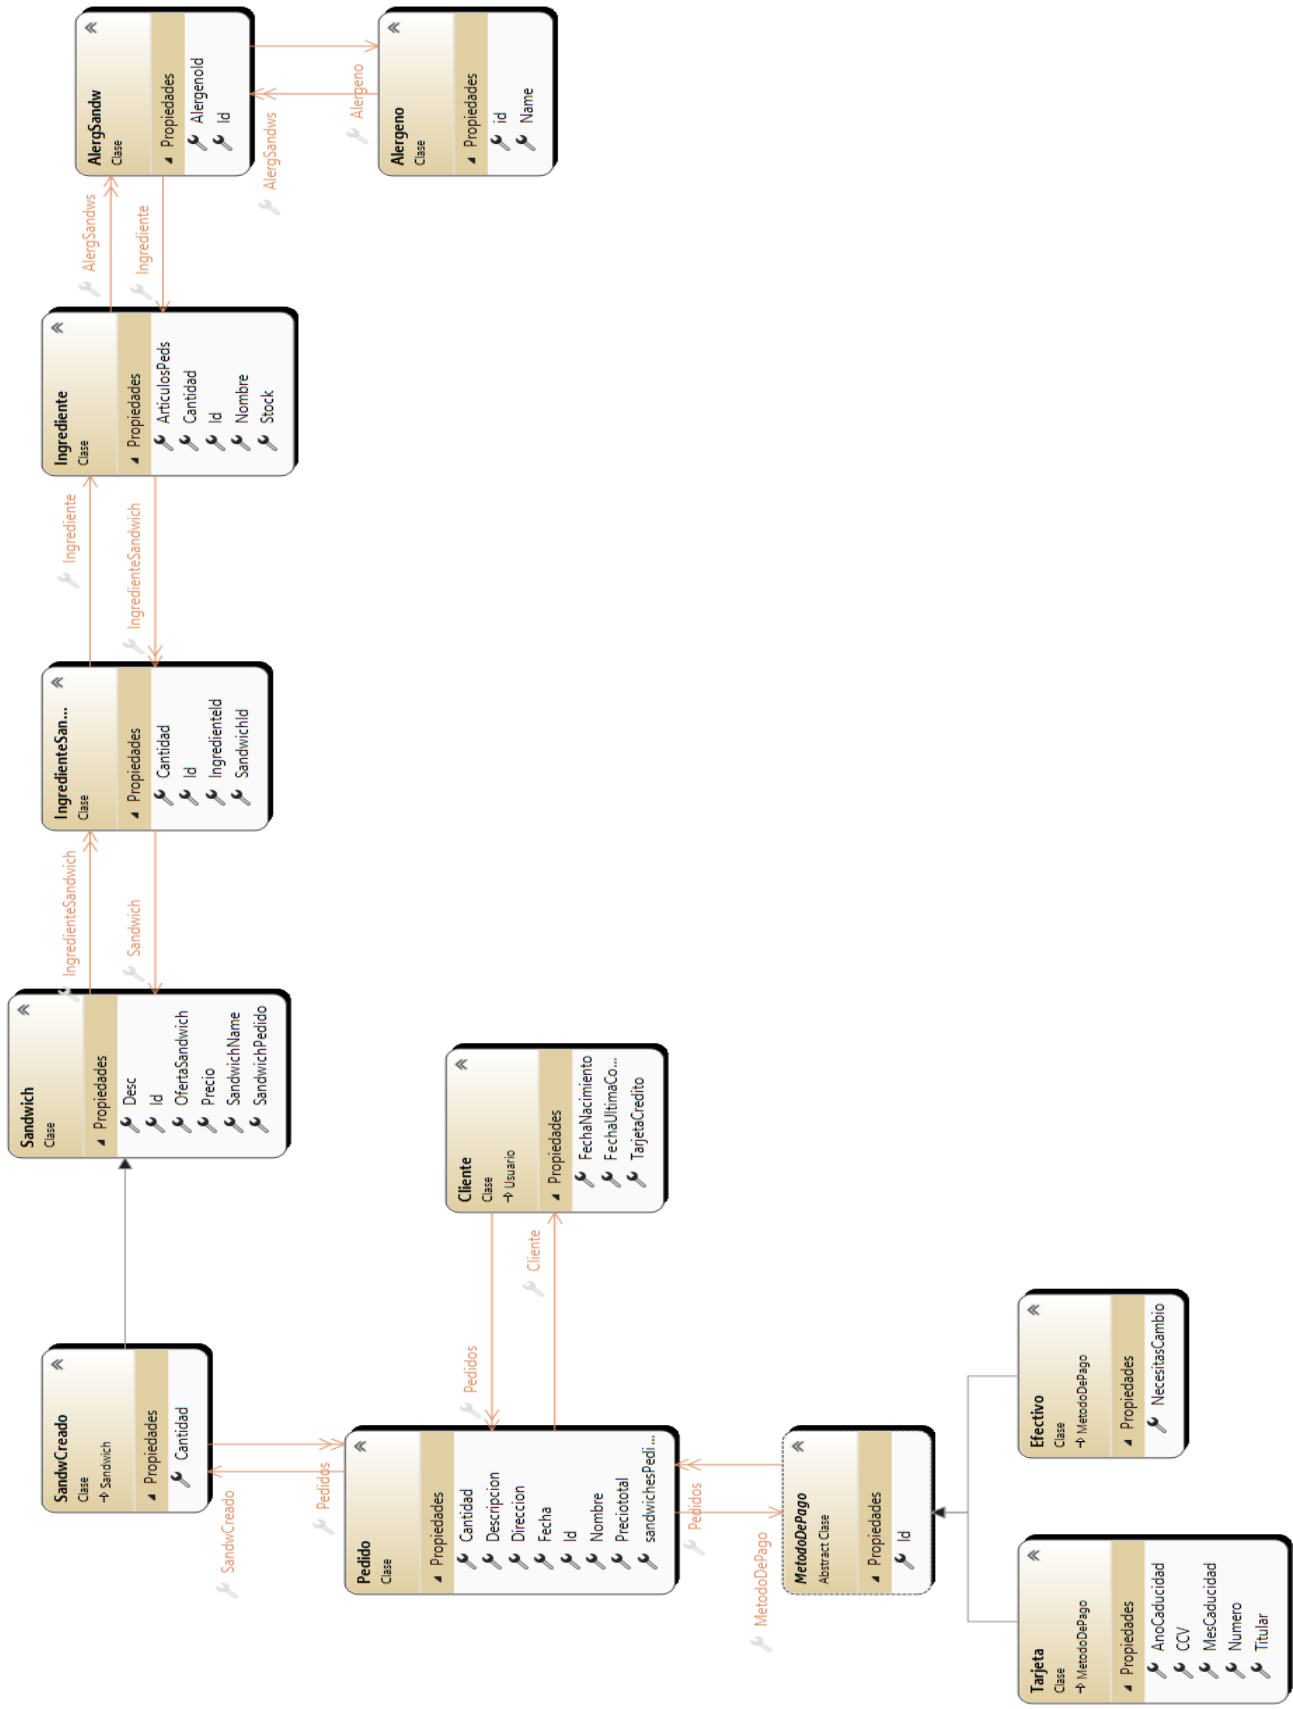 SandwCreado
Clase
Sandwich
Propiedades
Cantidad
Sandwich
Clase
Propiedades
Desc
Id
OfertaSandwich
Precio
SandwichName
SandwichPedido
IngredienteSandwich
Sandwich
IngredienteSan...
Clase
Propiedades
Cantidad
Id
IngredienteId
SandwichId
Ingrediente
IngredienteSandwich
Ingrediente
Clase
Propiedades
ArticulosPeds
Cantidad
Id
Nombre
Stock
AlergSandws
Ingrediente
AlergSandw
Clase
Propiedades
AlergenoId
Id
AlergSandws
Alergeno
Alergeno
Clase
Propiedades
id
Name
SandwCreado
Pedidos
Pedido
Clase
Propiedades
Cantidad
Descripcion
Direccion
Fecha
Id
Nombre
Preciototal
sandwichesPedi...
Pedidos
Cliente
Cliente
Clase
Usuario
Propiedades
FechaNacimiento
FechaUltimaCo...
TarjetaCredito
MetodoDePago
Pedidos
MetodoDePago
Abstract Clase
Propiedades
Id
Tarjeta
Clase
MetodoDePago
Propiedades
AnoCaducidad
CCV
MesCaducidad
Numero
Titular
Efectivo
Clase
MetodoDePago
Propiedades
NecesitasCambio